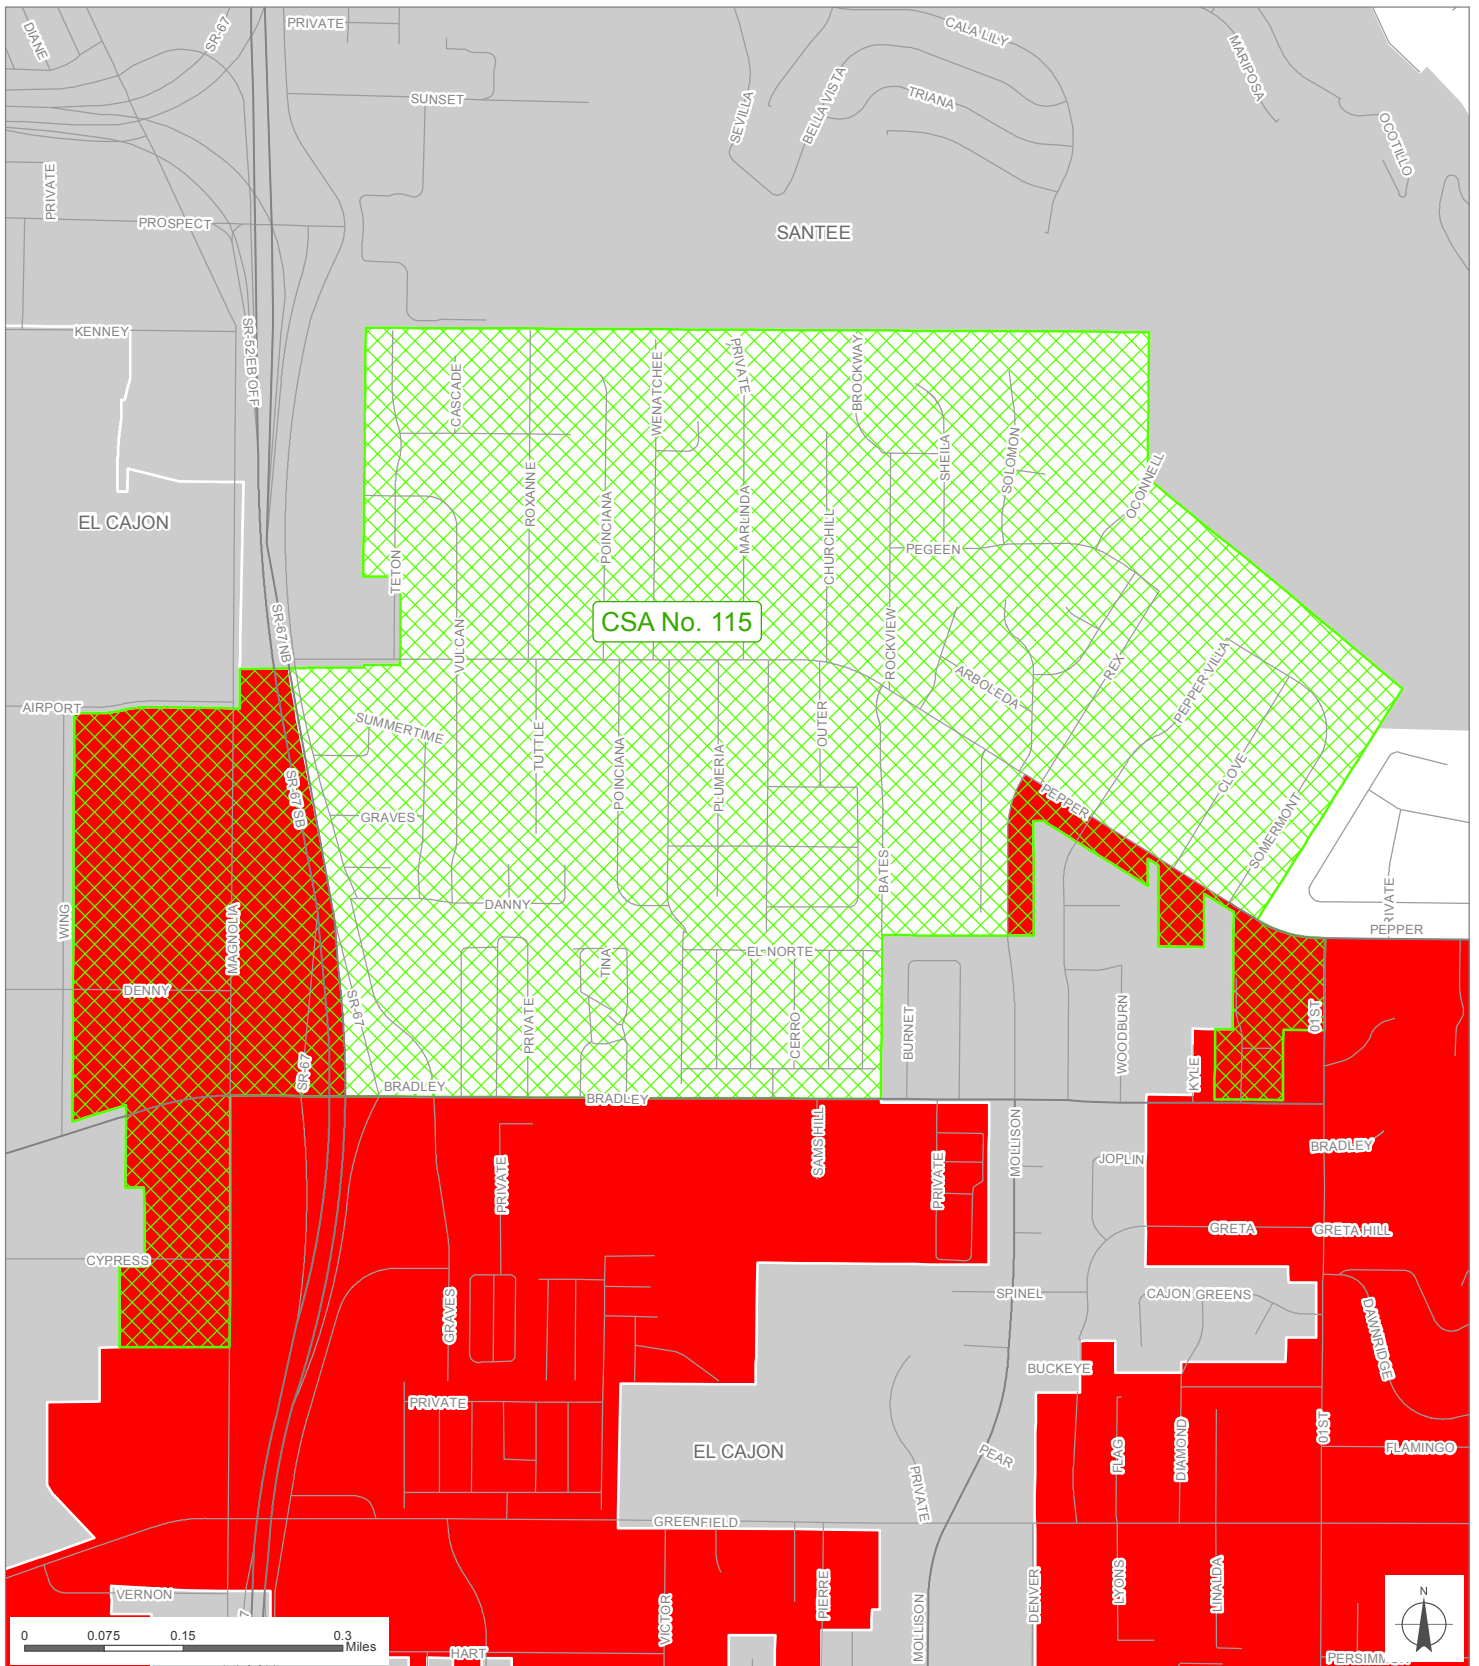 DIANE
SR-67
PRIVATE
CALA LILY
MARIPOSA
SUNSET
SEVILLA
BELLA VISTA
TRIANA
OCOTILLO
PRIVATE
PROSPECT
SANTEE
KENNEY
SR-52 EB OFF
CASCADE
WENATCHEE
PRIVATE
BROCKWAY
EL CAJON
ROXANNE
POINCIANA
MARLINDA
CHURCHILL
SHEILA
SOLOMON
OCONNELL
PEGEEN
TETON
SR-67 NB
VULCAN
CSA No. 115
ROCKVIEW
ARBOLEDA
REX
PEPPER VILLA
AIRPORT
SUMMERTIME
TUTTLE
OUTER
POINCIANA
PLUMERIA
CLOVE
SR-67 SB
GRAVES
PEPPER
SOMERMONT
BATES
DANNY
WING
MAGNOLIA
PRIVATE
PEPPER
EL NORTE
TINA
DENNY
SR-67
PRIVATE
CERRO
BURNET
WOODBURN
01ST
SR-67
KYLE
BRADLEY
BRADLEY
SAMS HILL
MOLLISON
BRADLEY
PRIVATE
PRIVATE
JOPLIN
GRETA
GRETA HILL
CYPRESS
SPINEL
CAJON GREENS
GRAVES
DAWNRIDGE
BUCKEYE
PRIVATE
EL CAJON
PEAR
FLAG
DIAMOND
01ST
FLAMINGO
PRIVATE
GREENFIELD
VERNON
VICTOR
PIERRE
MOLLISON
DENVER
LYONS
LINALDA
N
7
0 0.075 0.15 0.3
Miles
HART
PERSIMM